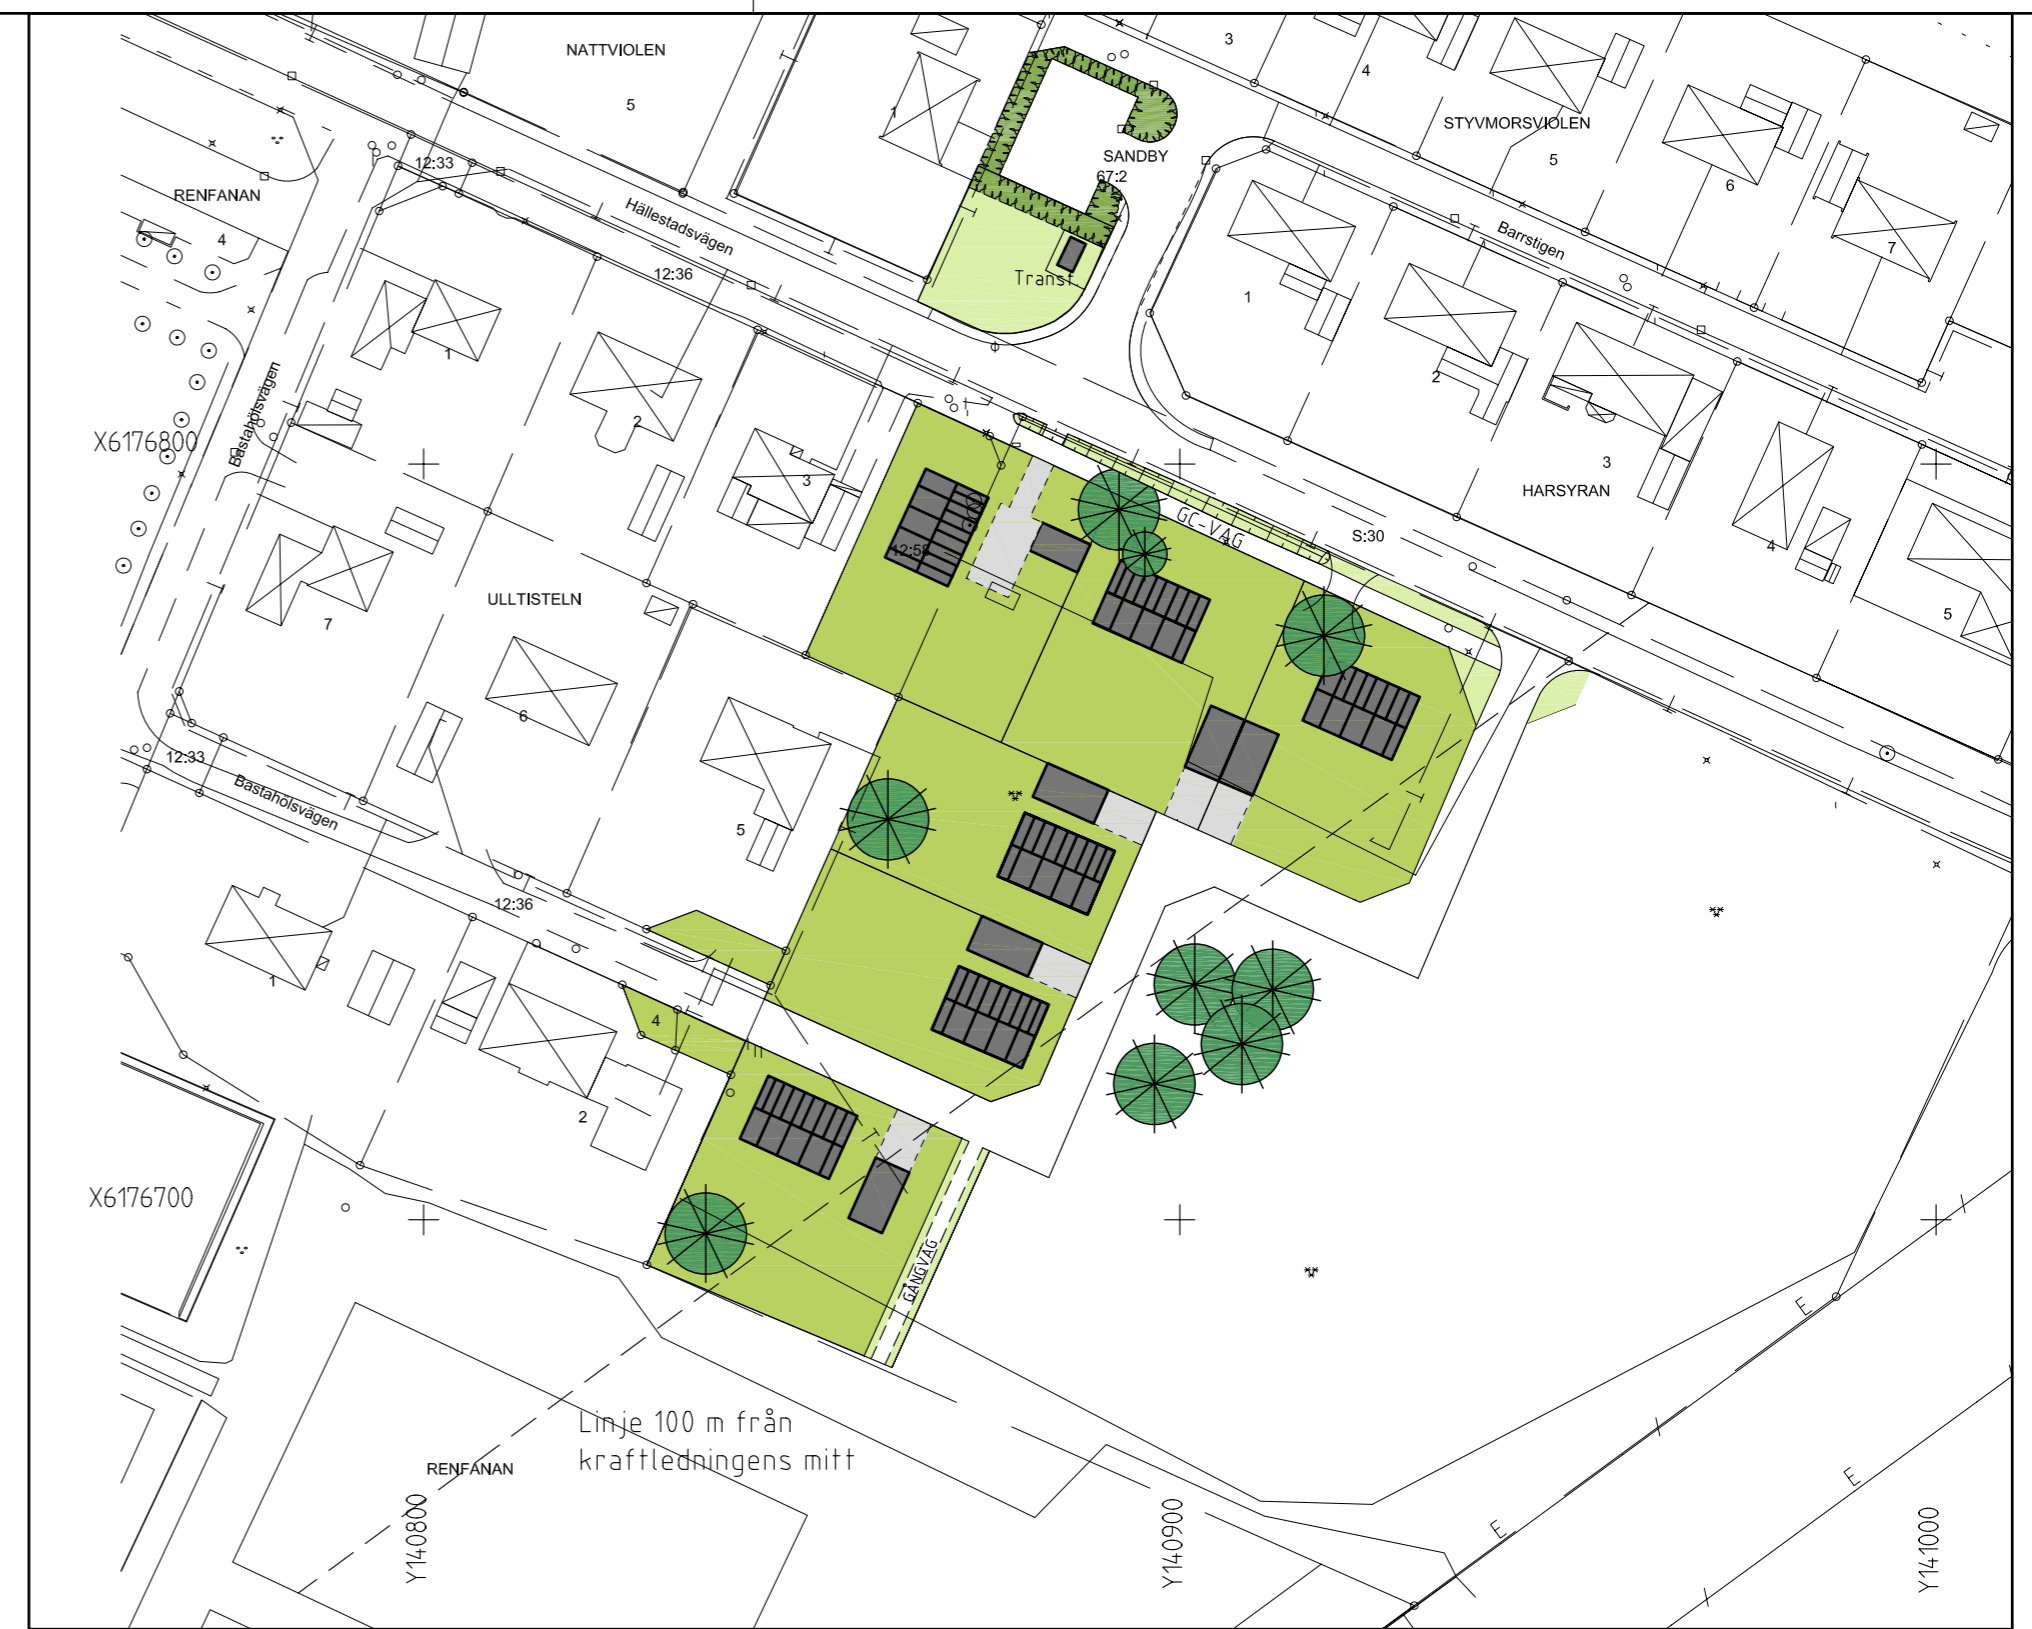 NATTVIOLEN
5
1
3
4
STYVMORSVIOLEN
5
6
7
SANDBY
67:2
12:33
RENFANAN
4
Hällestadsvägen
12:36
Transf.
Barrstigen
1
2
3
HARSYRAN
4
5
1
2
3
Bastahölsvägen
X6176800
12:58
GC-VÄG
S:30
ULLTISTELN
7
6
5
12:33
Bastahölsvägen
12:36
1
4
2
X6176700
GÅNGVÄG
Linje 100 m från
kraftledningens mitt
RENFANAN
Y140800
Y140900
Y141000
E
E
E